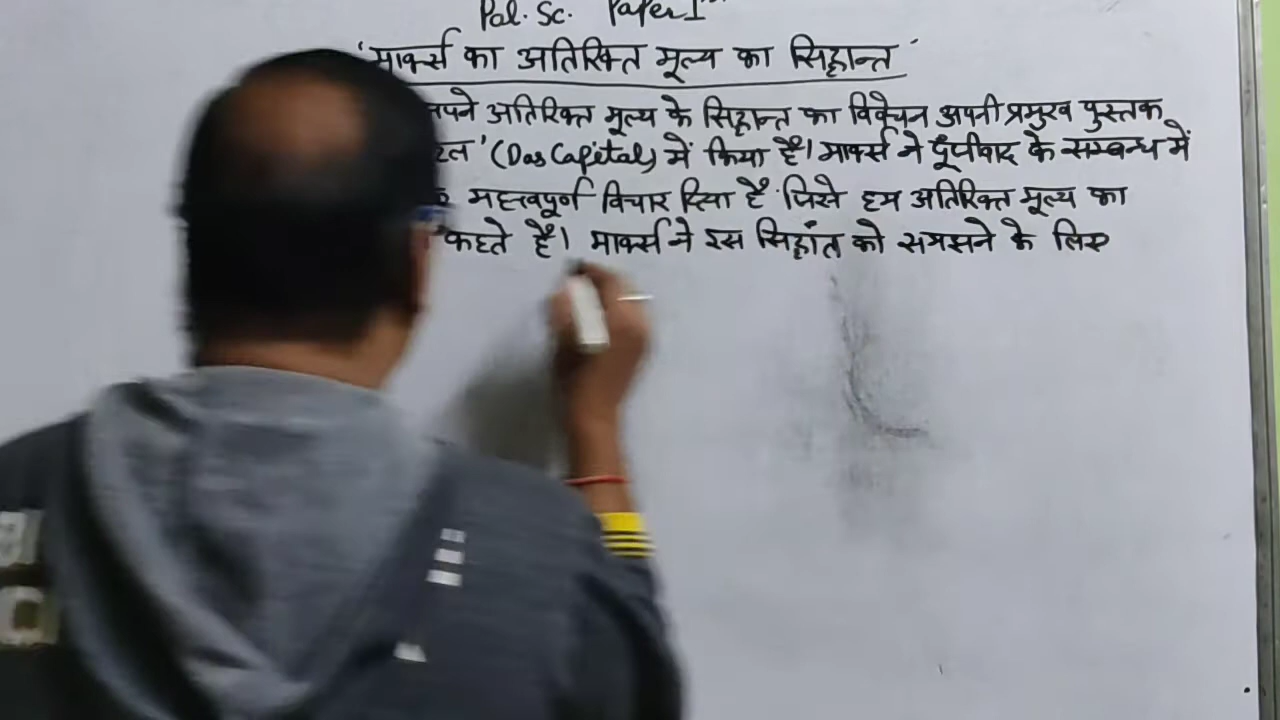 Pol. Sc. Paper I
'मार्क्स का अतिरिक्त मूल्य का सिद्धान्त'
अतिरिक्त मूल्य के सिद्धान्त का विवेचन अपनी प्रमुख पुस्तक
(Das Capital) में किया है। मार्क्स ने पूँजीवाद के सम्बन्ध में
महत्वपूर्ण विचार दिया है जिसे हम अतिरिक्त मूल्य का
कहते हैं। मार्क्स ने इस सिद्धांत को समझने के लिए